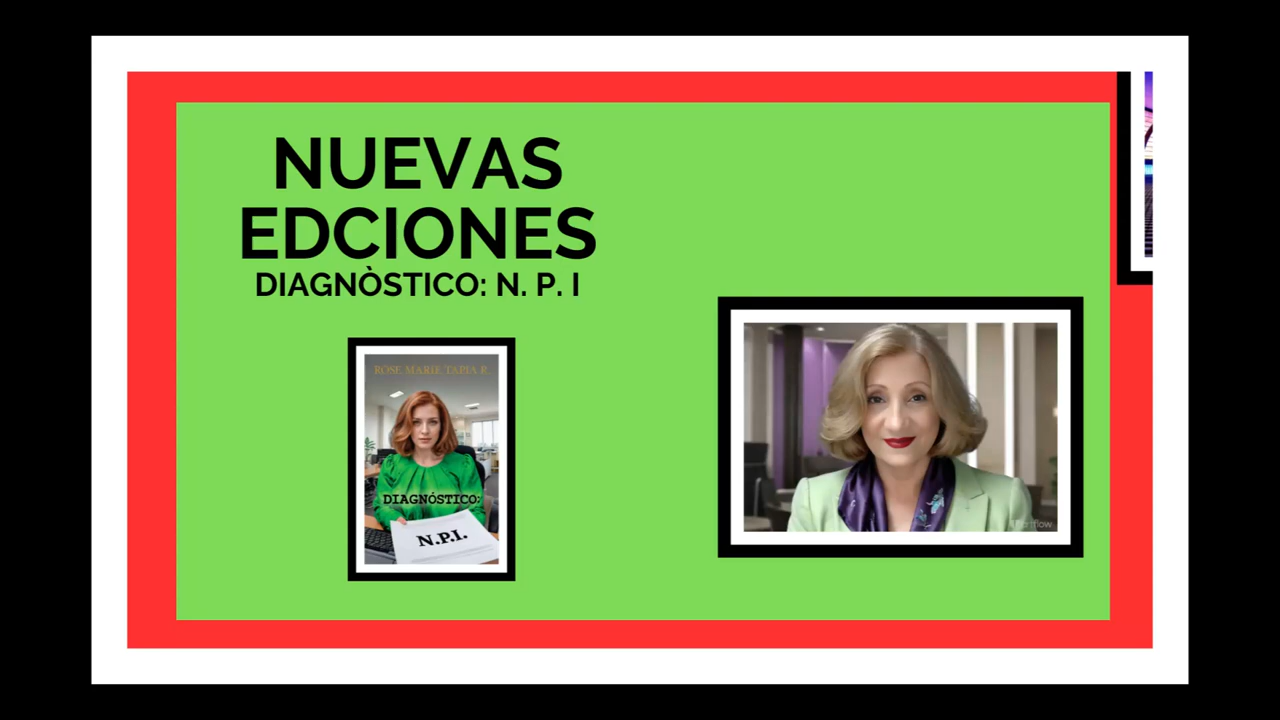 NUEVAS
EDCIONES
DIAGNÒSTICO: N. P. I
ROSE MARIE TAPIA R.
DIAGNÓSTICO:
N.P.I.